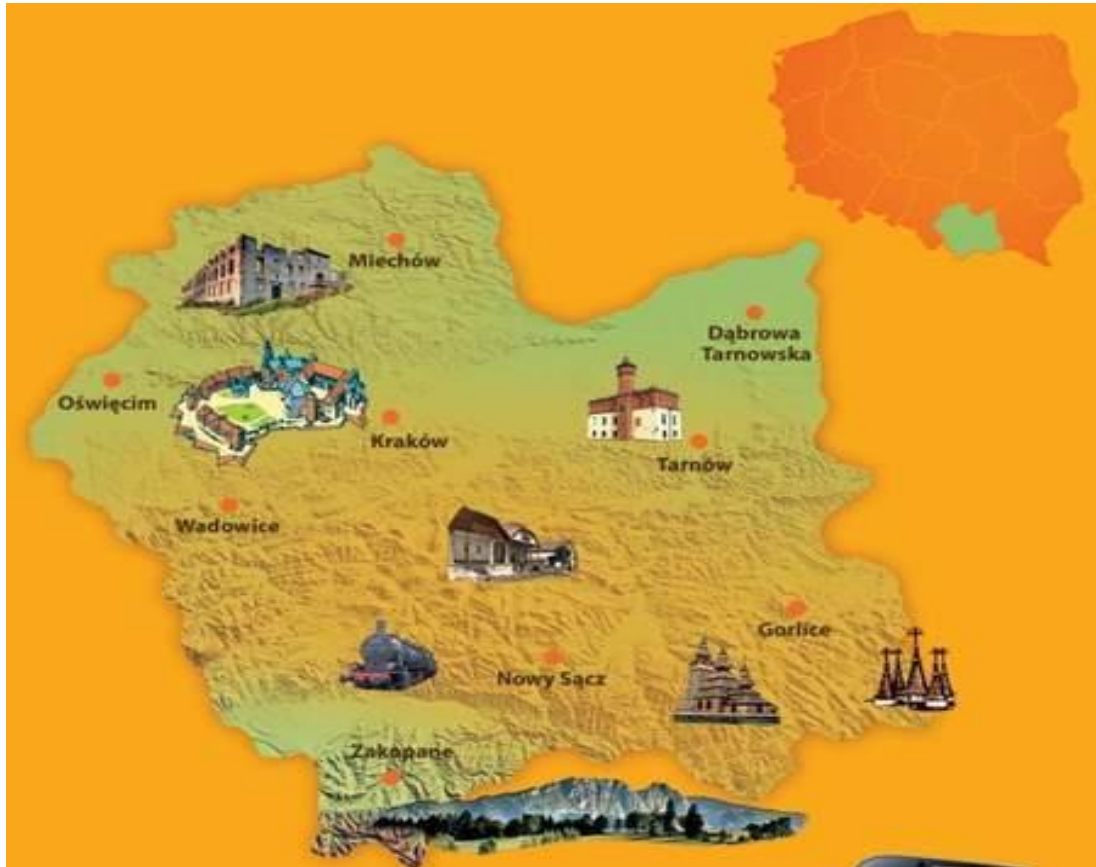 Miechów
Dąbrowa
Tarnowska
Oświęcim
Kraków
Tarnów
Wadowice
Gorlice
Nowy Sącz
Zakopane